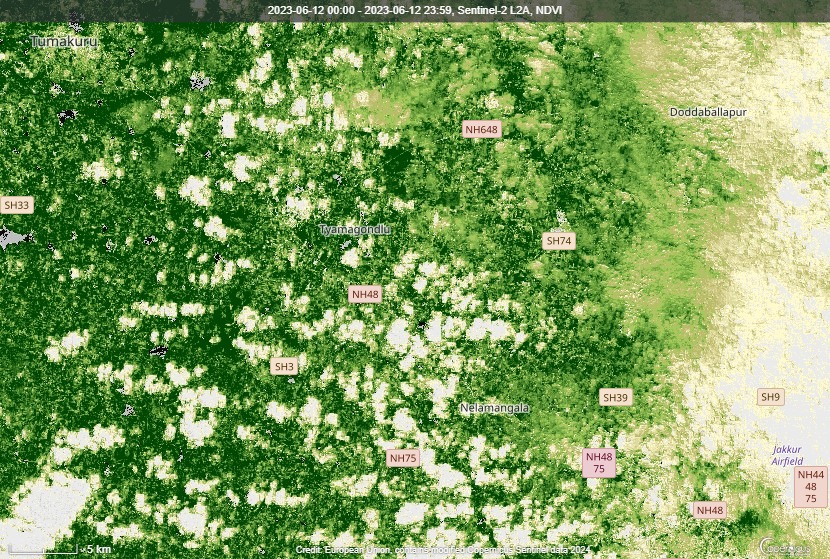 2023-06-12 00:00 - 2023-06-12 23:59, Sentinel-2 L2A, NDVI
Tumakuru
Doddaballapur
NH648
SH33
Tyamagondlu
SH74
NH48
SH3
SH39
SH9
Nelamangala
NH75
NH48
75
Jakkur
Airfield
NH44
48
75
NH48
5 km
Credit: European Union, contains modified Copernicus Sentinel data 2024
opernicus